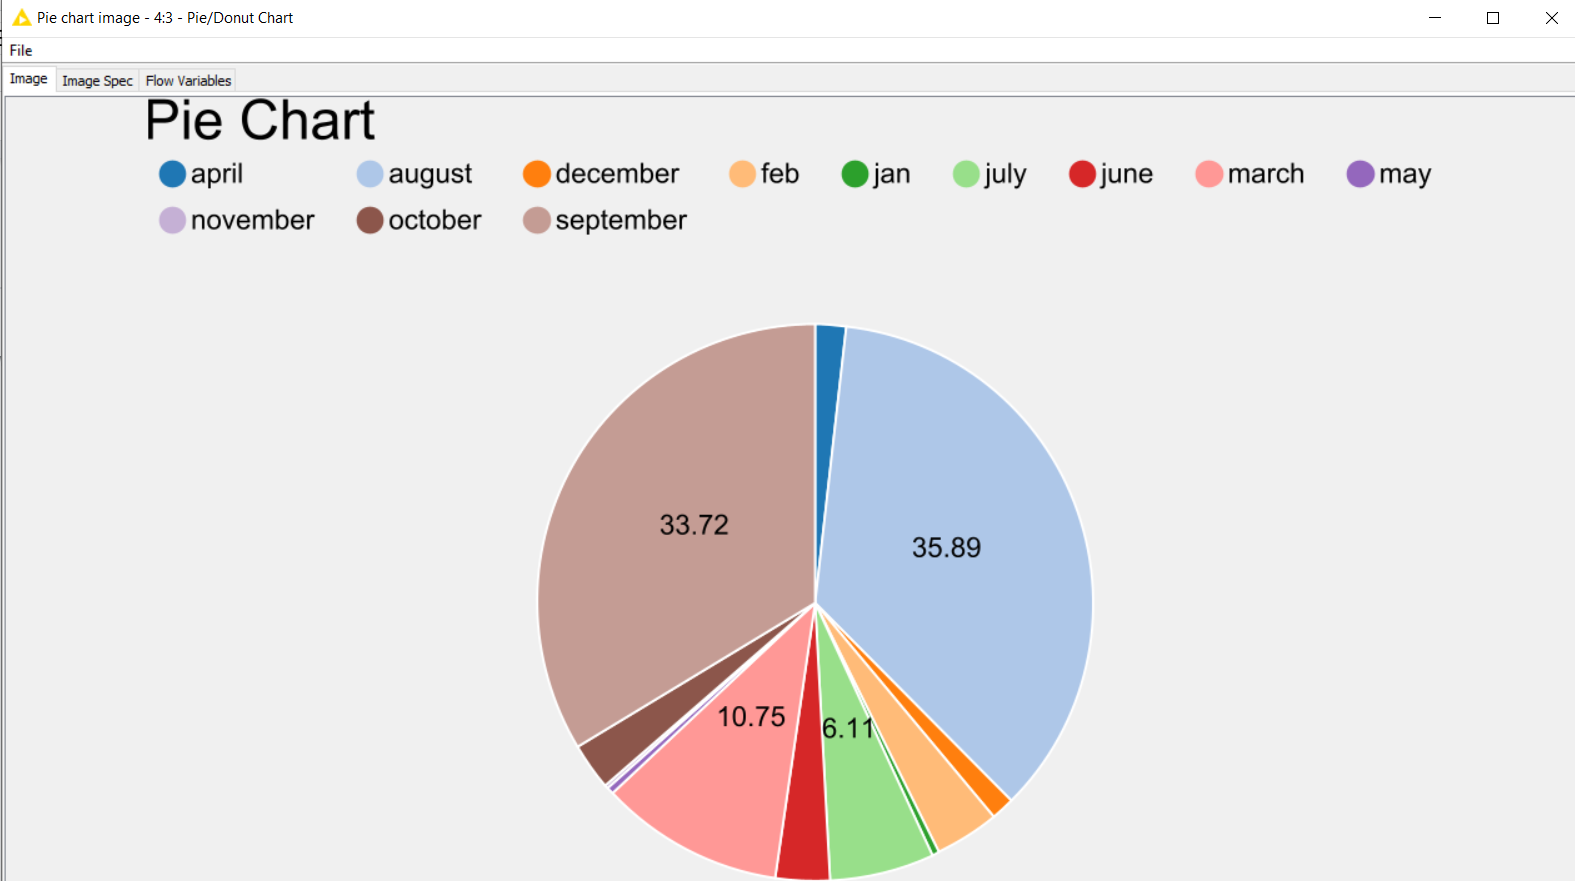 Pie chart image - 4:3 - Pie/Donut Chart
File
Image Image Spec Flow Variables
Pie Chart
april august december feb jan july june march may
november october september
33.72
35.89
10.75 6.11